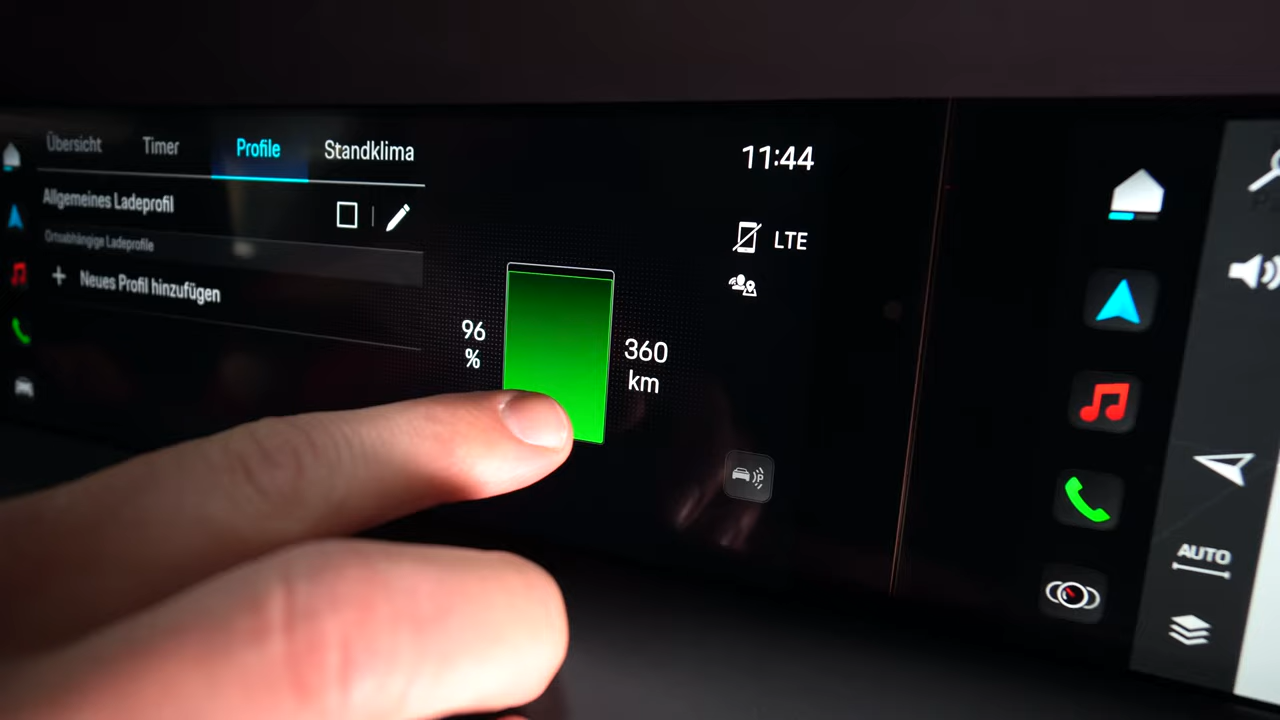 Übersicht Timer Profile Standklima
Allgemeines Ladeprofil
Ortsabhängige Ladeprofile
+ Neues Profil hinzufügen
96
%
360
km
11:44
LTE
P
AUTO